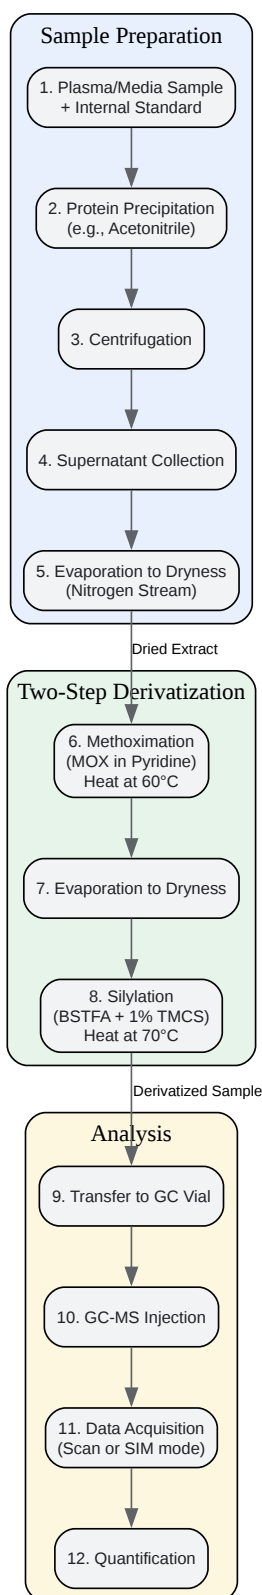 Sample Preparation
1. Plasma/Media Sample
+ Internal Standard
2. Protein Precipitation
(e.g., Acetonitrile)
3. Centrifugation
4. Supernatant Collection
5. Evaporation to Dryness
(Nitrogen Stream)
Dried Extract
Two-Step Derivatization
6. Methoximation
(MOX in Pyridine)
Heat at 60°C
7. Evaporation to Dryness
8. Silylation
(BSTFA + 1% TMCS)
Heat at 70°C
Derivatized Sample
Analysis
9. Transfer to GC Vial
10. GC-MS Injection
11. Data Acquisition
(Scan or SIM mode)
12. Quantification